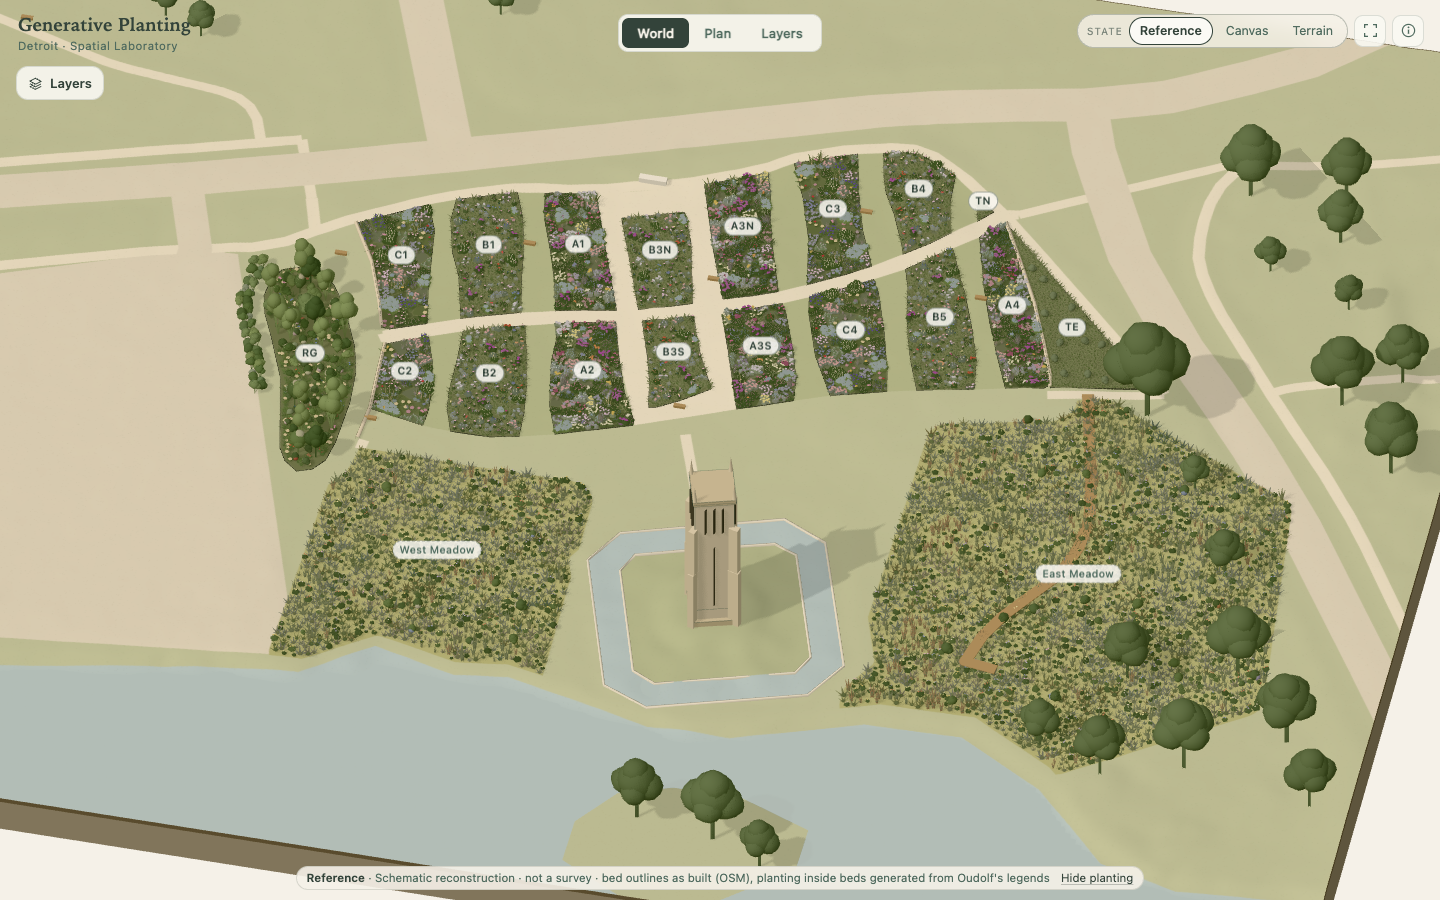 Generative Planting
Detroit · Spatial Laboratory
World
Plan
Layers
STATE
Reference
Canvas
Terrain
Layers
B4
TN
C3
A3N
C1
B1
A1
B3N
A4
B5
TE
C4
A3S
RG
B3S
C2
B2
A2
West Meadow
East Meadow
Reference · Schematic reconstruction · not a survey · bed outlines as built (OSM), planting inside beds generated from Oudolf's legends Hide planting